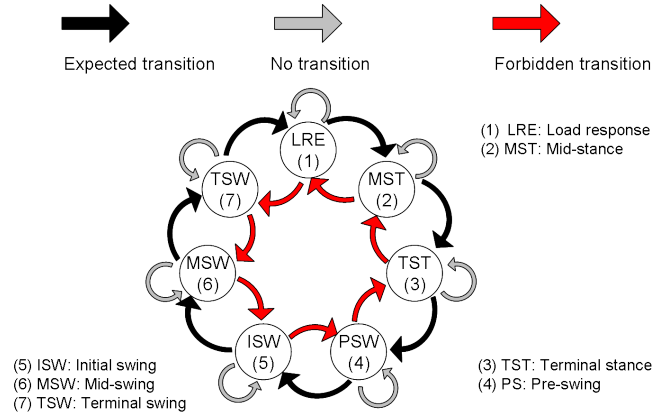 Expected transition
No transition
Forbidden transition
LRE
(1)
(1) LRE: Load response
(2) MST: Mid-stance
TSW
(7)
MST
(2)
MSW
(6)
TST
(3)
ISW
(5)
PSW
(4)
(5) ISW: Initial swing
(6) MSW: Mid-swing
(7) TSW: Terminal swing
(3) TST: Terminal stance
(4) PS: Pre-swing